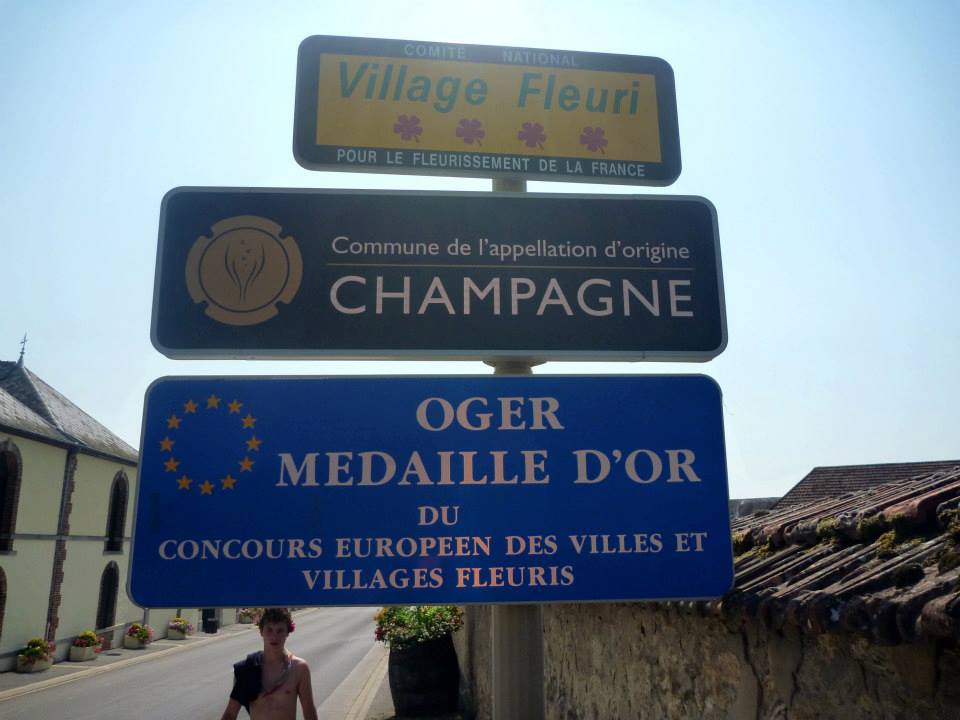 COMITÉ NATIONAL
Village Fleuri
POUR LE FLEURISSEMENT DE LA FRANCE
Commune de l'appellation d'origine
CHAMPAGNE
OGER
MEDAILLE D'OR
DU
CONCOURS EUROPEEN DES VILLES ET
VILLAGES FLEURIS